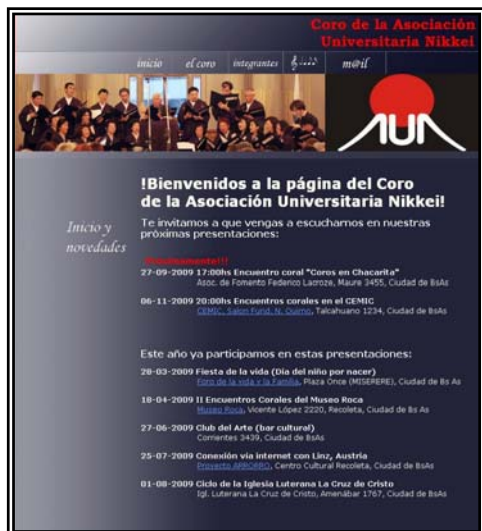 Coro de la Asociación
Universitaria Nikkei
inicio el coro integrantes m@il
AUN
!Bienvenidos a la página del Coro
de la Asociación Universitaria Nikkei!
Inicio y
novedades
Te invitamos a que vengas a escucharnos en nuestras
próximas presentaciones:
Proximamente!!!
27-09-2009 17:00hs Encuentro coral "Coros en Chacarita"
Asoc. de Fomento Federico Lacroze, Maure 3455, Ciudad de BsAs
06-11-2009 20:00hs Encuentros corales en el CEMIC
CEMIC, Salon Fund. N. Quirno, Talcahuano 1234, Ciudad de BsAs
Este año ya participamos en estas presentaciones:
28-03-2009 Fiesta de la vida (Dia del niño por nacer)
Foro de la vida y la Familia, Plaza Once (MISERERE), Ciudad de Bs As
18-04-2009 II Encuentros Corales del Museo Roca
Museo Roca, Vicente López 2220, Recoleta, Ciudad de Bs As
27-06-2009 Club del Arte (bar cultural)
Corrientes 3439, Ciudad de BsAs
25-07-2009 Conexión via internet con Linz, Austria
Proyecto ARRORRO, Centro Cultural Recoleta, Ciudad de BsAs
01-08-2009 Ciclo de la Iglesia Luterana La Cruz de Cristo
Igl. Luterana La Cruz de Cristo, Amenábar 1767, Ciudad de BsAs